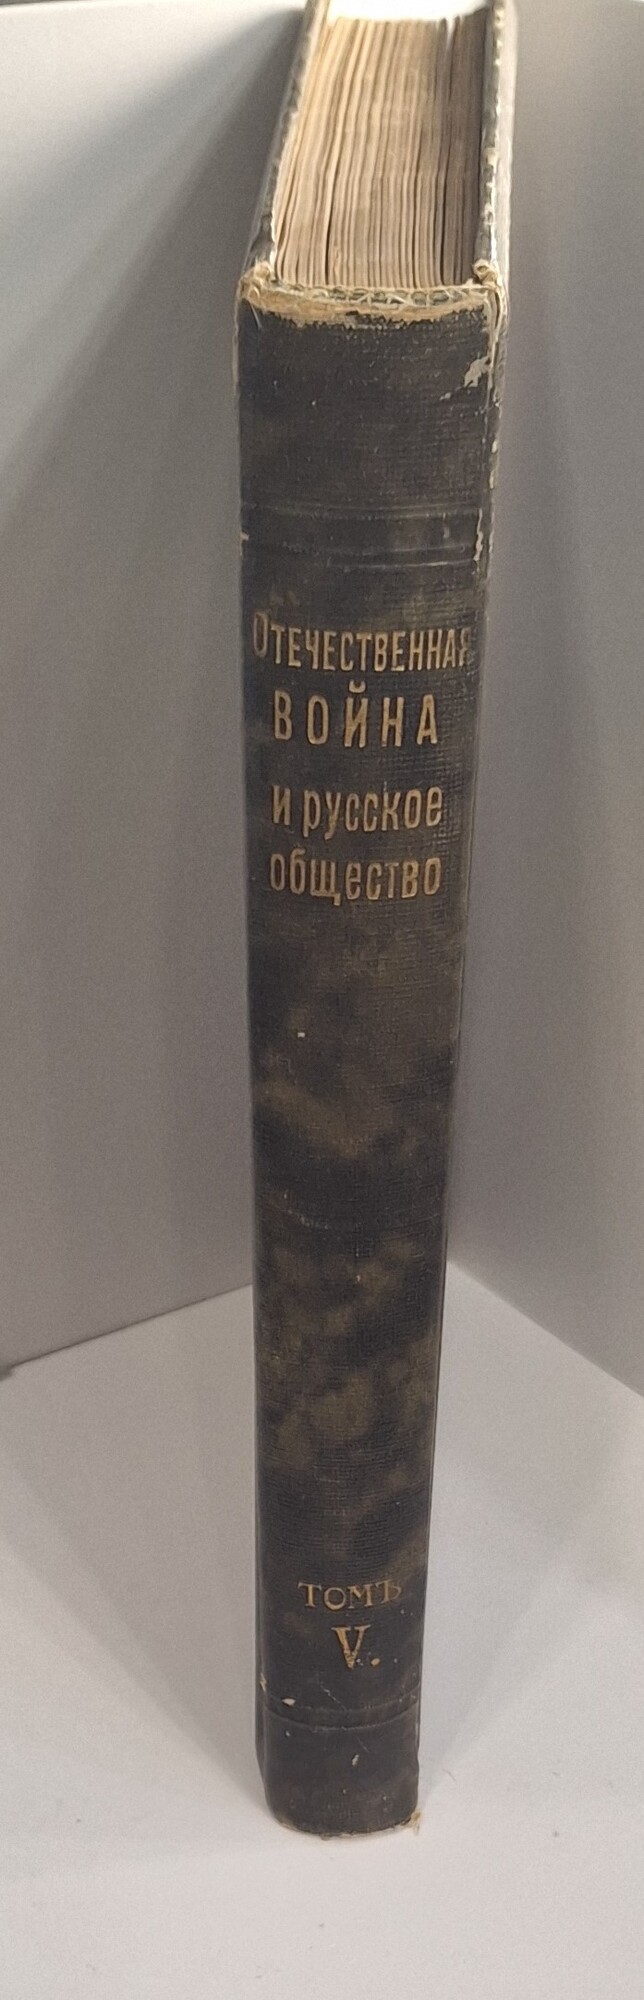 Отечественная
ВОЙНА
и русское
общество
ТОМЪ
V.